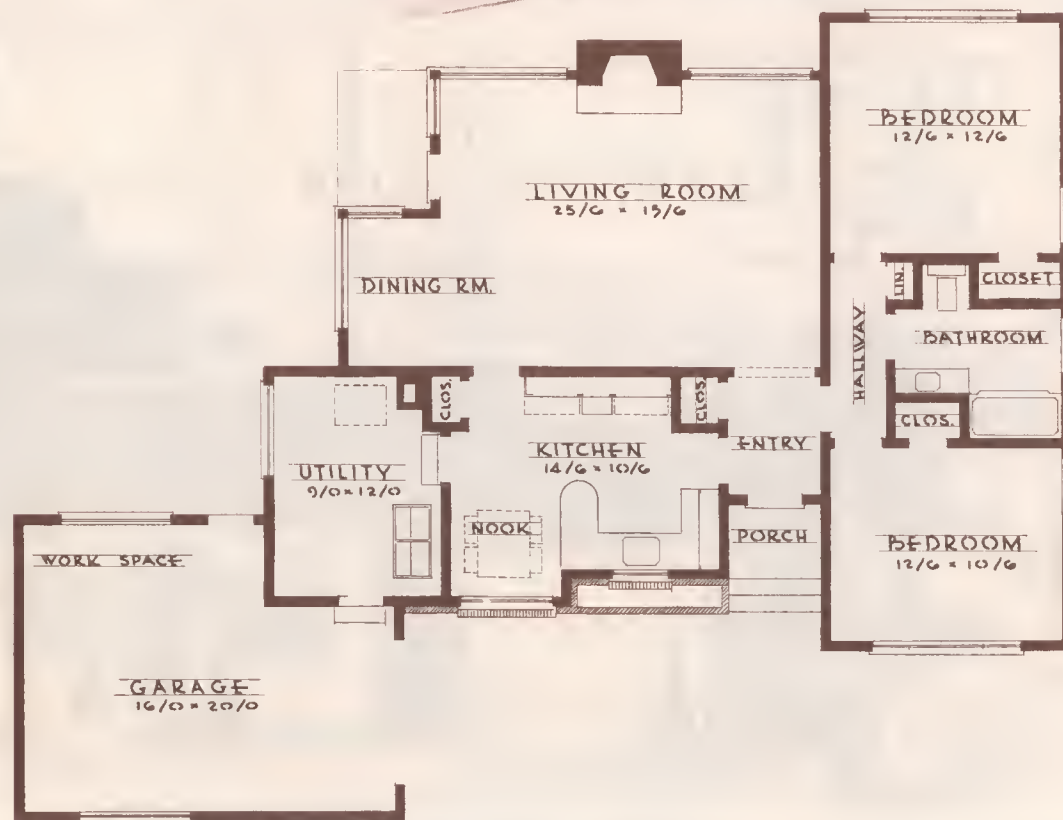 BEDROOM
12/6 × 12/6
LIVING ROOM
25/6 × 15/6
DINING RM.
LIN.
CLOSET
HALLWAY
BATHROOM
CLOS.
CLOS.
CLOS.
ENTRY
KITCHEN
14/6 × 10/6
UTILITY
9/0 × 12/0
NOOK
PORCH
BEDROOM
12/6 × 10/6
WORK SPACE
GARAGE
16/0 × 20/0